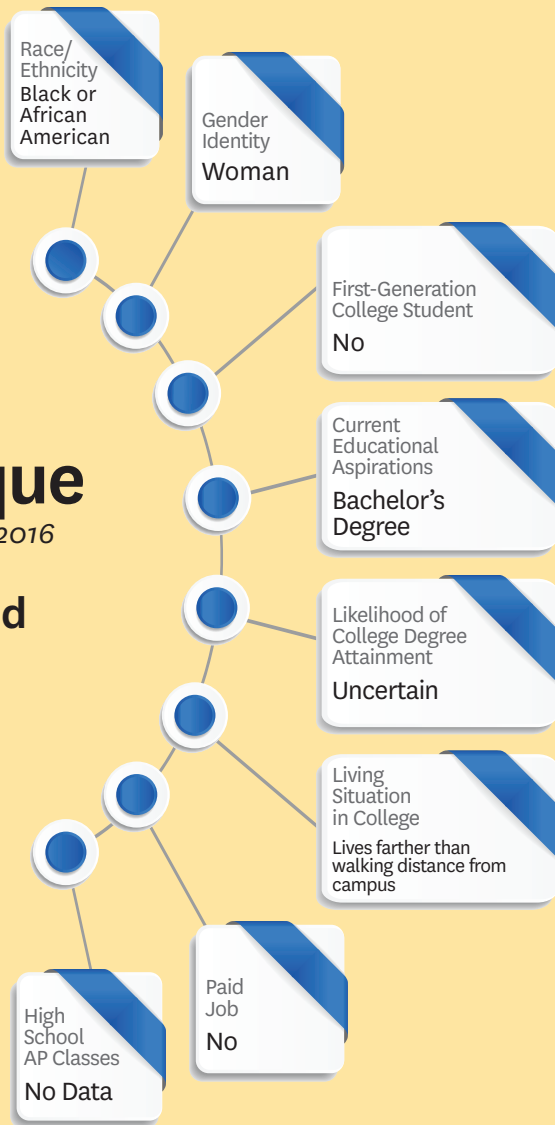 Race/
Ethnicity
Black or
African
American
Gender
Identity
Woman
First-Generation
College Student
No
que
2016
d
Current
Educational
Aspirations
Bachelor’s
Degree
Likelihood of
College Degree
Attainment
Uncertain
Living
Situation
in College
Lives farther than
walking distance from
campus
Paid
Job
No
High
School
AP Classes
No Data